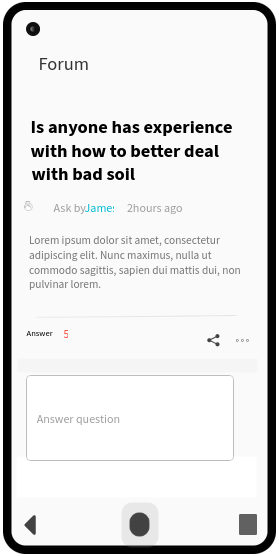 Forum
Is anyone has experience
with how to better deal
with bad soil
Ask by James 2hours ago
Lorem ipsum dolor sit amet, consectetur
adipiscing elit. Nunc maximus, nulla ut
commodo sagittis, sapien dui mattis dui, non
pulvinar lorem.
Answer 5
Answer question